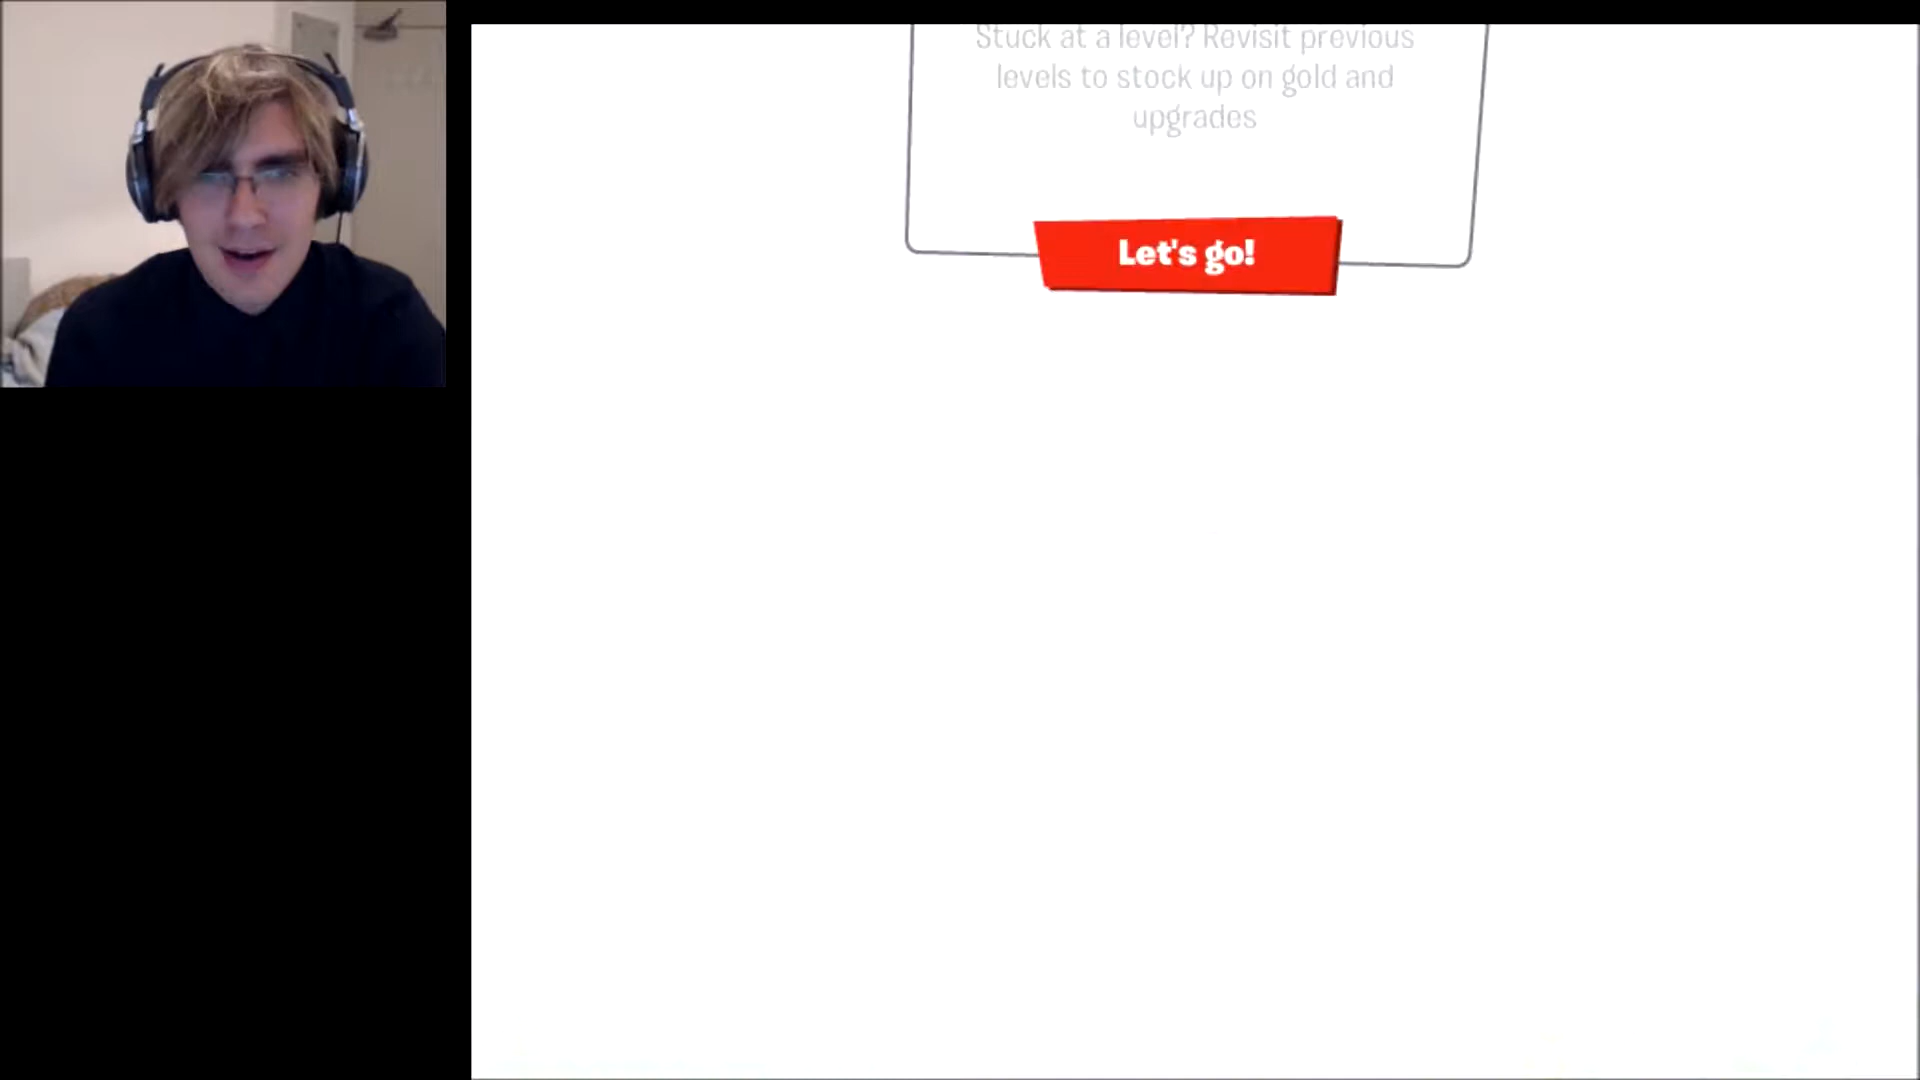 Stuck at a level? Revisit previous
levels to stock up on gold and
upgrades
Let's go!